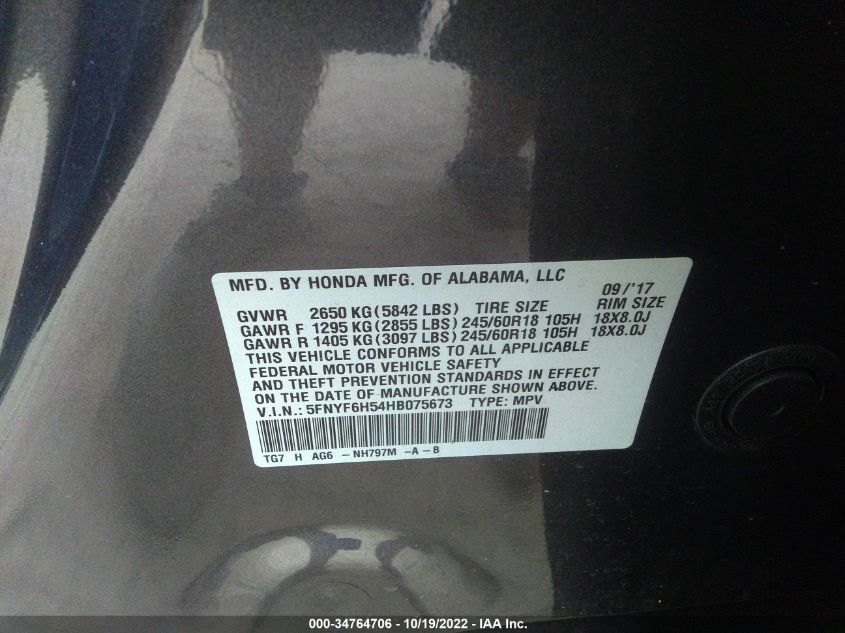 MFD. BY HONDA MFG. OF ALABAMA, LLC 09/'17
GVWR 2650 KG (5842 LBS) TIRE SIZE RIM SIZE
GAWR F 1295 KG (2855 LBS) 245/60R18 105H 18X8.0J
GAWR R 1405 KG (3097 LBS) 245/60R18 105H 18X8.0J
THIS VEHICLE CONFORMS TO ALL APPLICABLE
FEDERAL MOTOR VEHICLE SAFETY
AND THEFT PREVENTION STANDARDS IN EFFECT
ON THE DATE OF MANUFACTURE SHOWN ABOVE.
V.I.N.: 5FNYF6H54HB075673 TYPE: MPV
TG7 H AG6 - NH797M - A - B
000-34764706 - 10/19/2022 - IAA Inc.